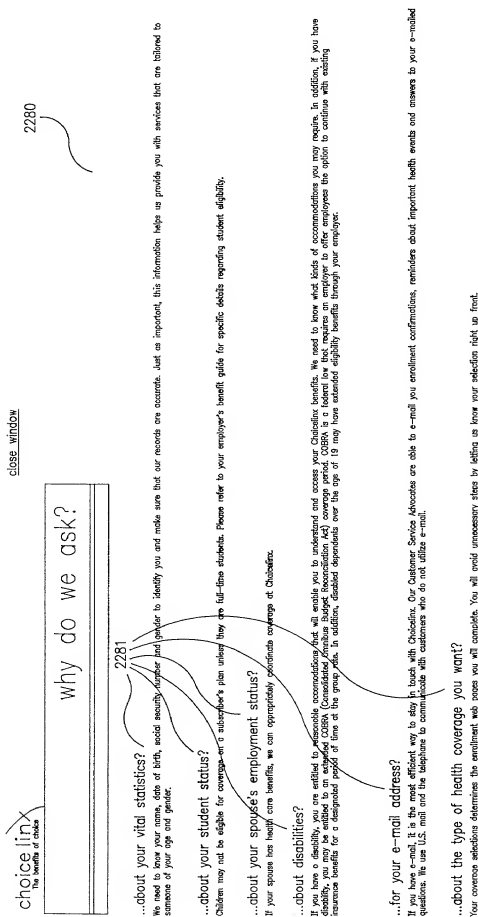 choice linx
The benefits of choice
close window
2280
Why do we ask?
2281
...about your vital statistics?
We need to know your name, date of birth, social security number and gender to identify you and make sure that our records are accurate. Just as important, this information helps us provide you with services that are tailored to
someone of your age and gender.
...about your student status?
Children may not be eligible for coverage on a subscriber's plan unless they are full-time students. Please refer to your employer's benefit guide for specific details regarding student eligibility.
...about your spouse's employment status?
If your spouse has health care benefits, we can appropriately coordinate coverage at Choicelinx.
...about disabilities?
If you have a disability, you are entitled to reasonable accommodations that will enable you to understand and access your Choicelinx benefits. We need to know what kinds of accommodations you may require. In addition, if you have
disability, you may be entitled to an extended COBRA (Consolidated Omnibus Budget Reconciliation Act) coverage period. COBRA is a federal law that requires an employer to offer employees the option to continue with existing
insurance benefits for a designated period of time at the group rate. In addition, disabled dependents over the age of 19 may have extended eligibility benefits through your employer.
...for your e-mail address?
If you have e-mail, it is the most efficient way to stay in touch with Choicelinx. Our Customer Service Advocates are able to e-mail you enrollment confirmations, reminders about important health events and answers to your e-mailed
questions. We use U.S. mail and the telephone to communicate with customers who do not utilize e-mail.
...about the type of health coverage you want?
Your coverage selections determines the enrollment web pages you will complete. You will avoid unnecessary steps by letting us know your selection right up front.